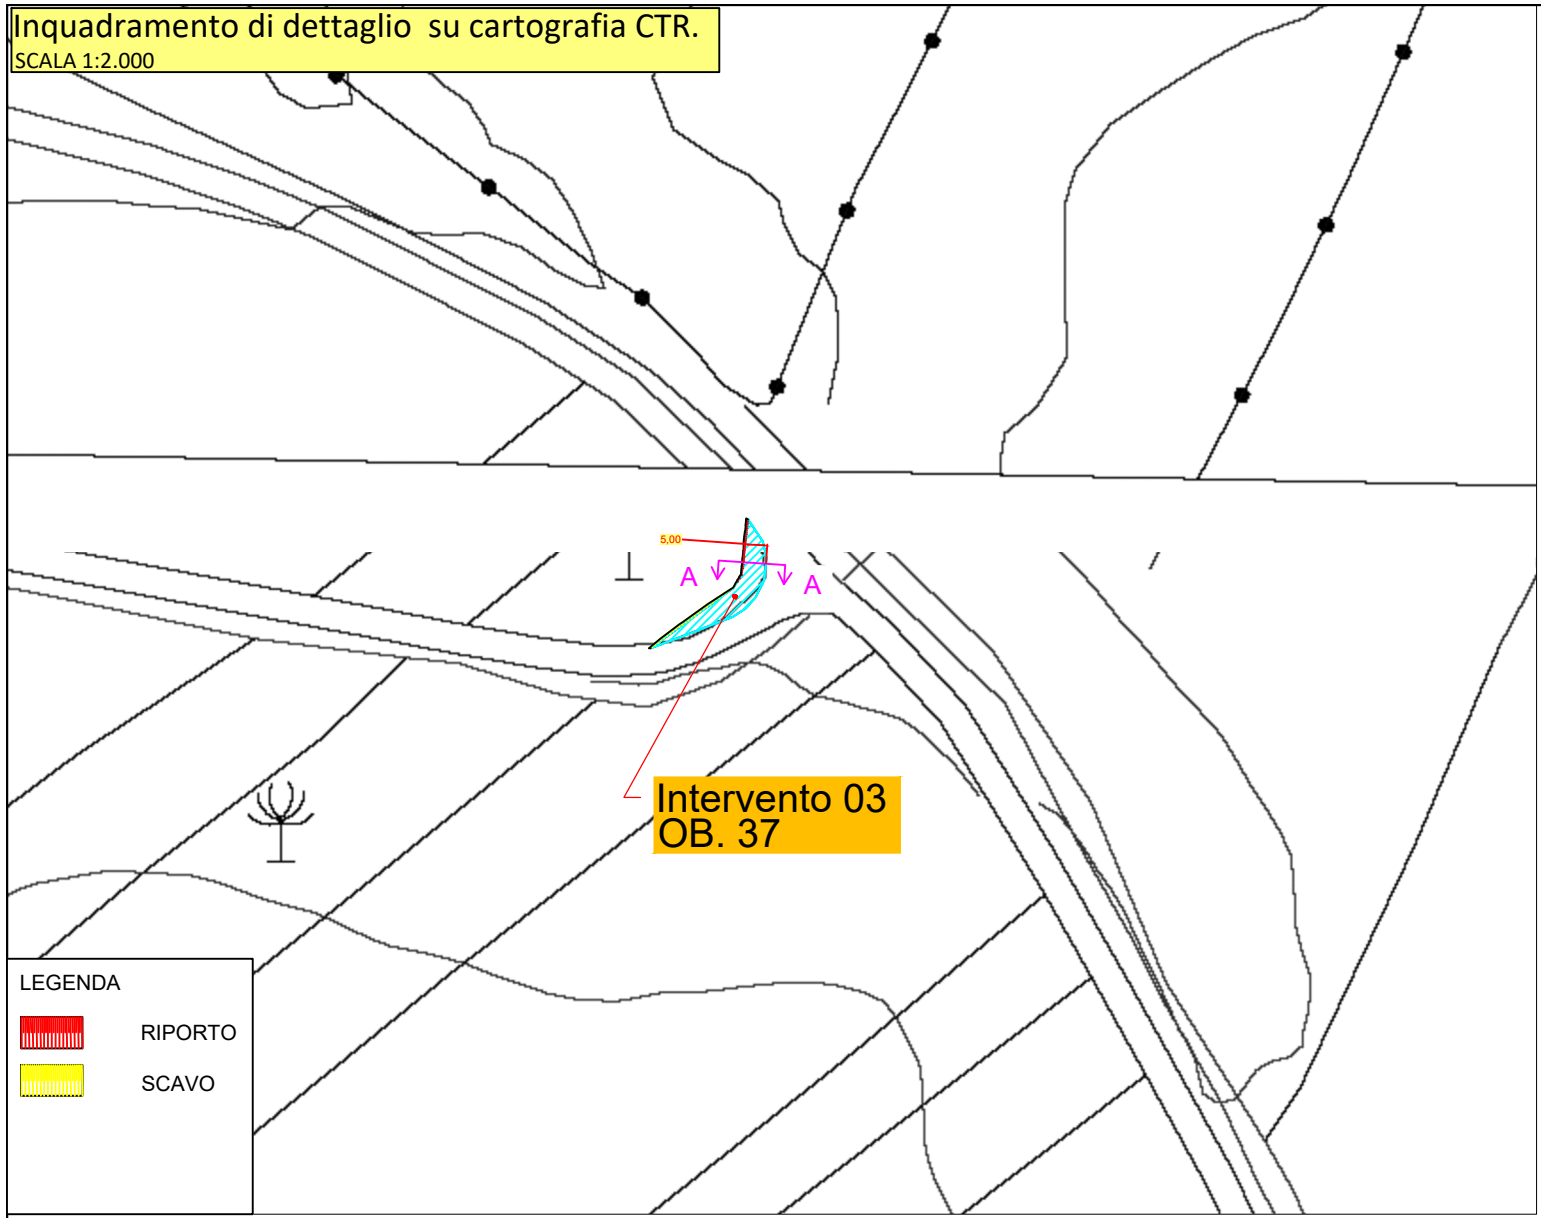 Inquadramento di dettaglio su cartografia CTR.
SCALA 1:2.000
5.00
A
A
Intervento 03
OB. 37
LEGENDA
RIPORTO
SCAVO